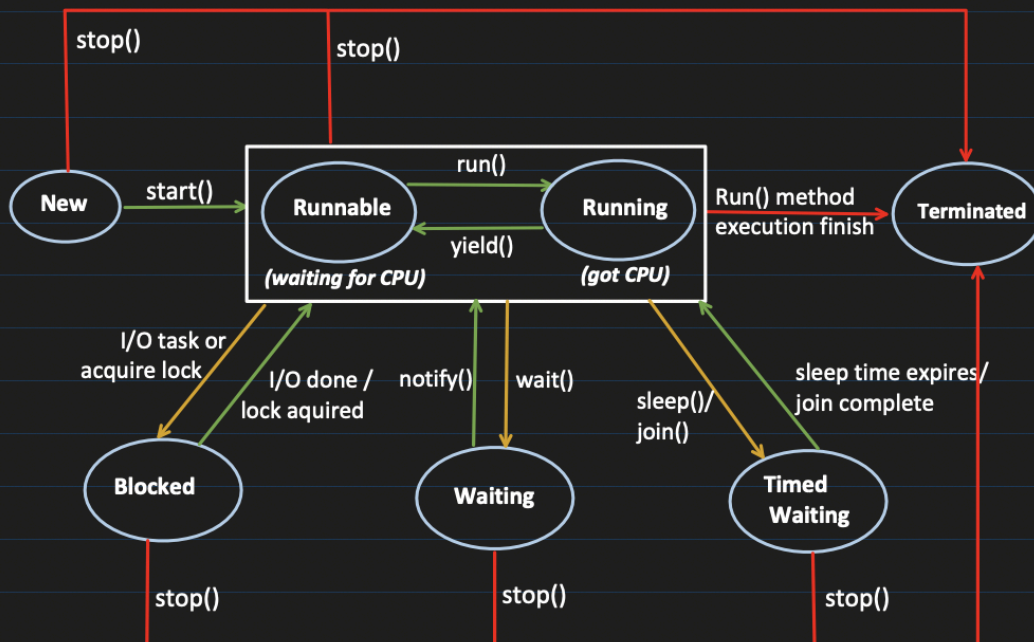 stop()
stop()
New
start()
Runnable
(waiting for CPU)
run()
yield()
Running
(got CPU)
Run() method
execution finish
Terminated
I/O task or
acquire lock
I/O done /
lock aquired
notify()
wait()
sleep()/
join()
sleep time expires/
join complete
Blocked
Waiting
Timed
Waiting
stop()
stop()
stop()